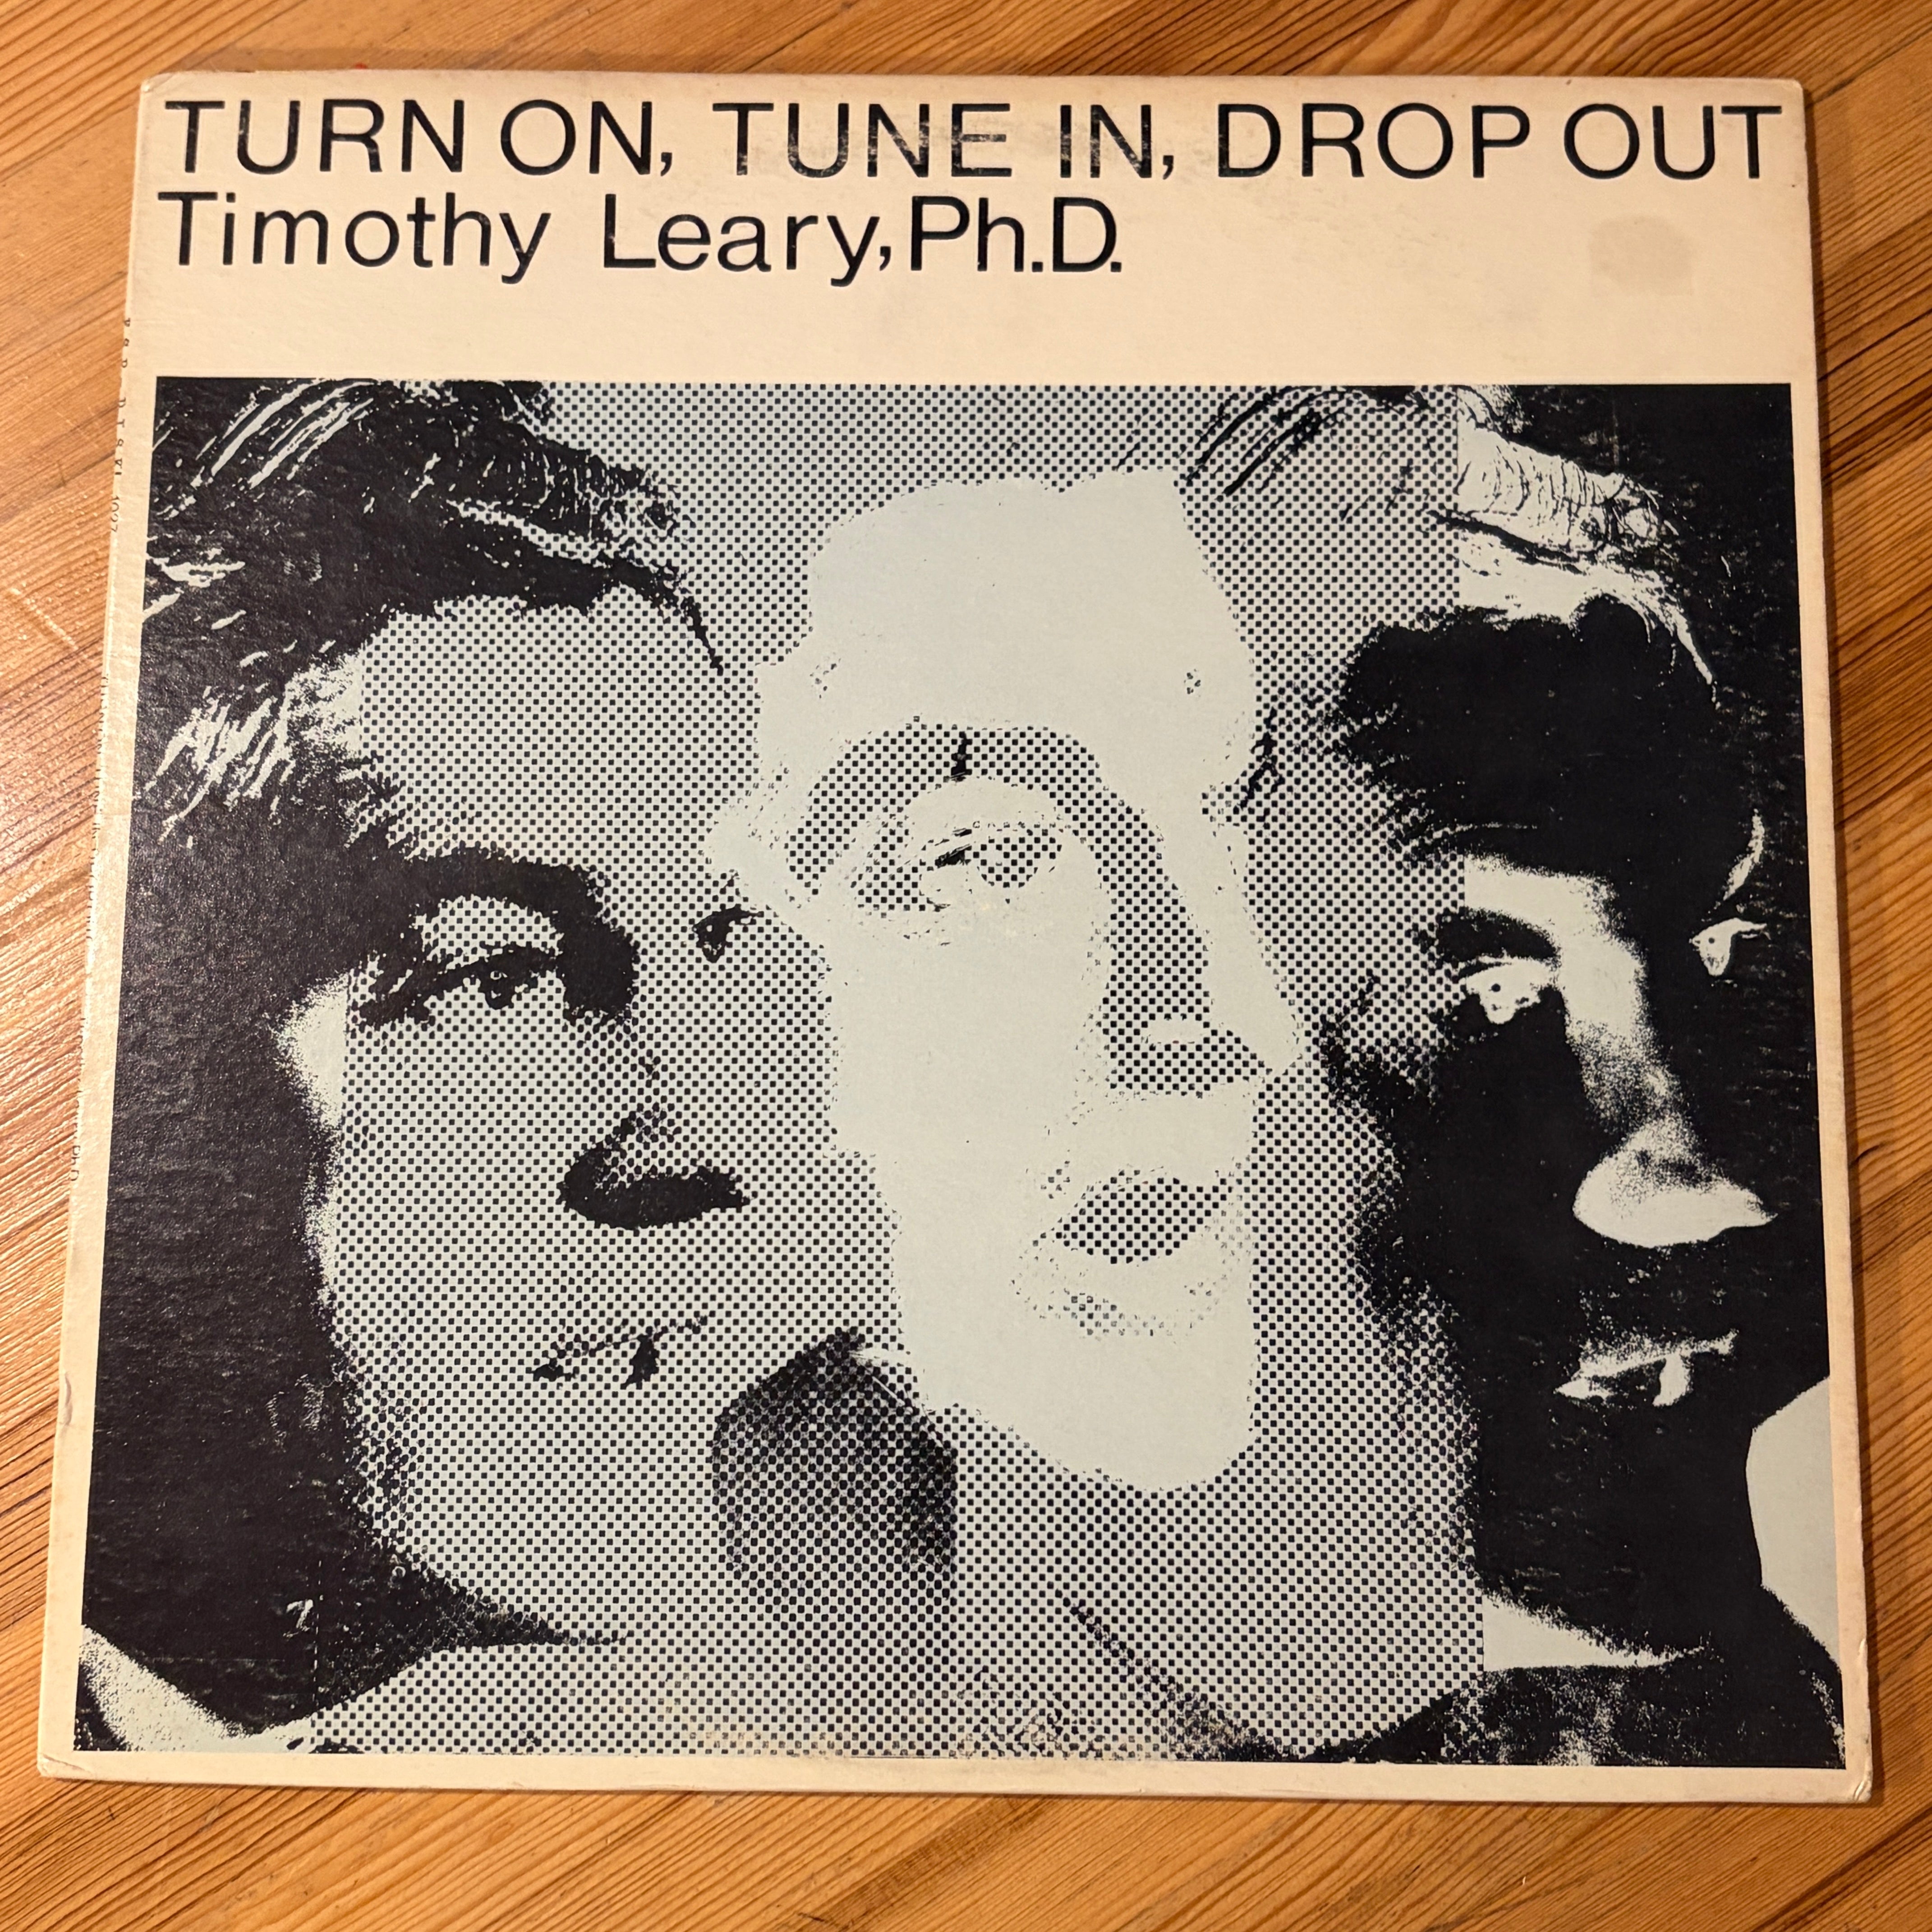 TURN ON, TUNE IN, DROP OUT
Timothy Leary, Ph.D.